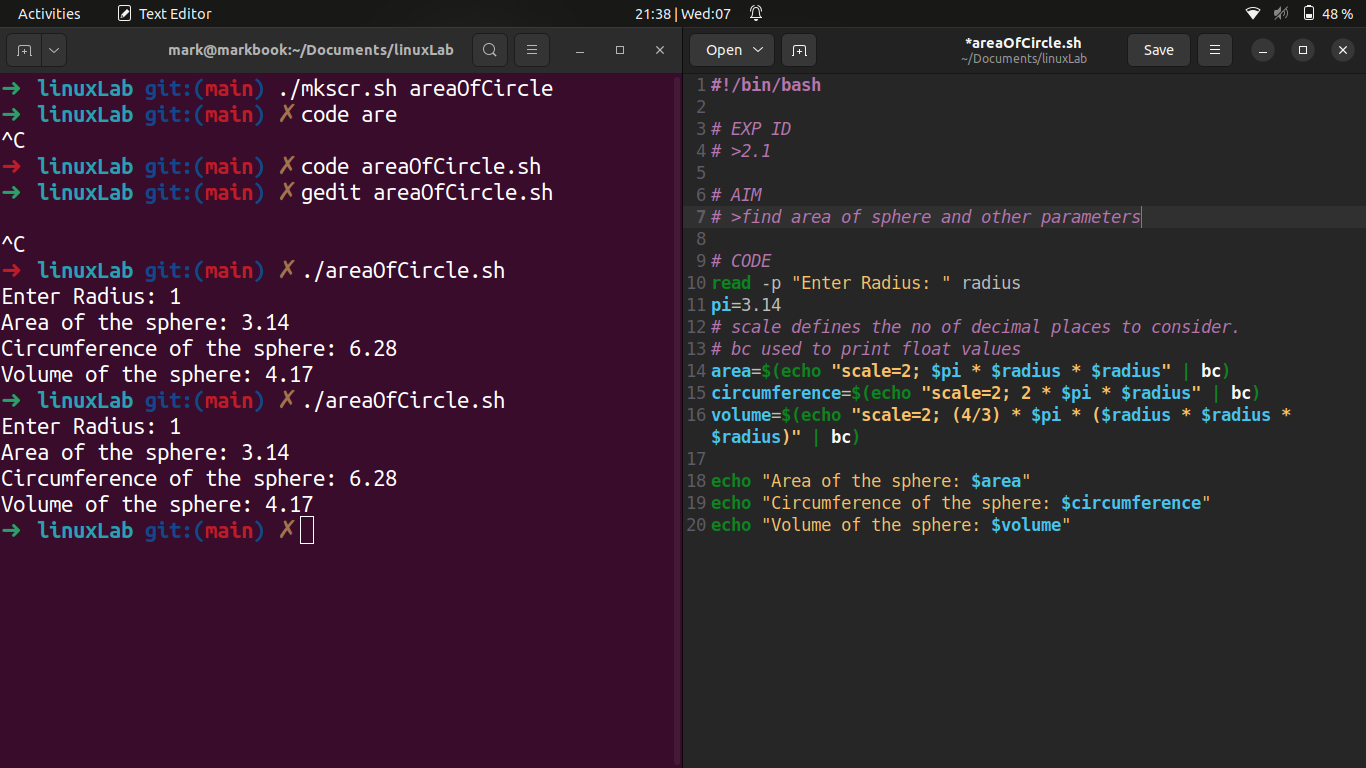 Activities
Text Editor
21:38 | Wed:07
48 %
mark@markbook:~/Documents/linuxLab
➜ linuxLab git:(main) ./mkscr.sh areaOfCircle
➜ linuxLab git:(main) ✗ code are
^C
➜ linuxLab git:(main) ✗ code areaOfCircle.sh
➜ linuxLab git:(main) ✗ gedit areaOfCircle.sh
^C
➜ linuxLab git:(main) ✗ ./areaOfCircle.sh
Enter Radius: 1
Area of the sphere: 3.14
Circumference of the sphere: 6.28
Volume of the sphere: 4.17
➜ linuxLab git:(main) ✗ ./areaOfCircle.sh
Enter Radius: 1
Area of the sphere: 3.14
Circumference of the sphere: 6.28
Volume of the sphere: 4.17
➜ linuxLab git:(main) ✗
Open
*areaOfCircle.sh
~/Documents/linuxLab
Save
1 #!/bin/bash
2
3 # EXP ID
4 # >2.1
5
6 # AIM
7 # >find area of sphere and other parameters
8
9 # CODE
10 read -p "Enter Radius: " radius
11 pi=3.14
12 # scale defines the no of decimal places to consider.
13 # bc used to print float values
14 area=$(echo "scale=2; $pi * $radius * $radius" | bc)
15 circumference=$(echo "scale=2; 2 * $pi * $radius" | bc)
16 volume=$(echo "scale=2; (4/3) * $pi * ($radius * $radius *
$radius)" | bc)
17
18 echo "Area of the sphere: $area"
19 echo "Circumference of the sphere: $circumference"
20 echo "Volume of the sphere: $volume"